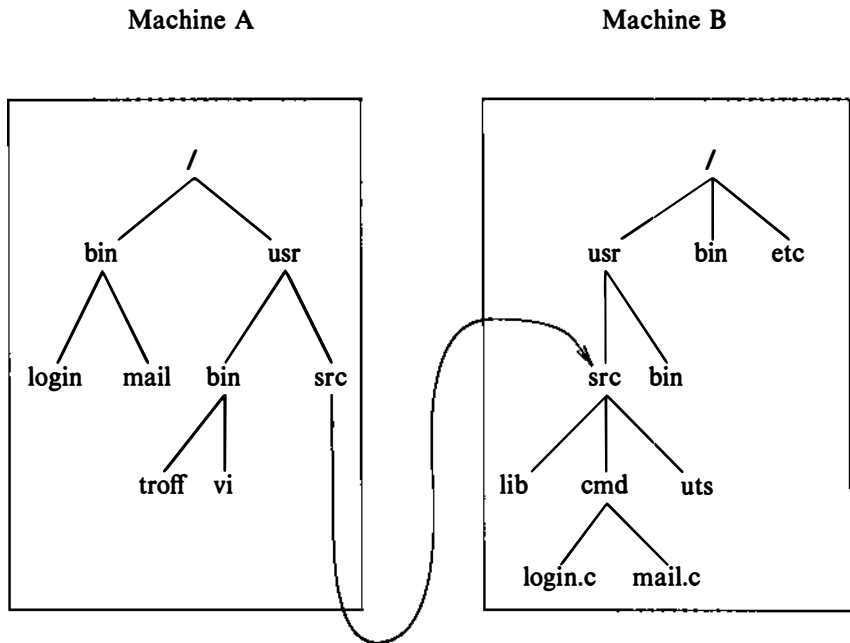 Machine A
Machine B
/
/
bin usr
usr bin etc
login mail bin src
src bin
troff vi
lib cmd uts
login.c mail.c